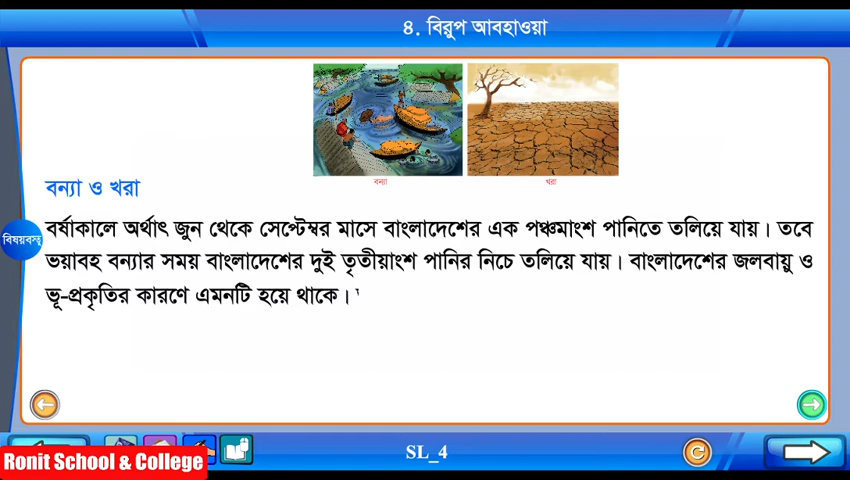 ৪. বিরূপ আবহাওয়া
বন্যা
খরা
বন্যা ও খরা
বর্ষাকালে অর্থাৎ জুন থেকে সেপ্টেম্বর মাসে বাংলাদেশের এক পঞ্চমাংশ পানিতে তলিয়ে যায়। তবে
বিষয়বস্তু
ভয়াবহ বন্যার সময় বাংলাদেশের দুই তৃতীয়াংশ পানির নিচে তলিয়ে যায়। বাংলাদেশের জলবায়ু ও
ভূ-প্রকৃতির কারণে এমনটি হয়ে থাকে।
Ronit School & College
SL_4